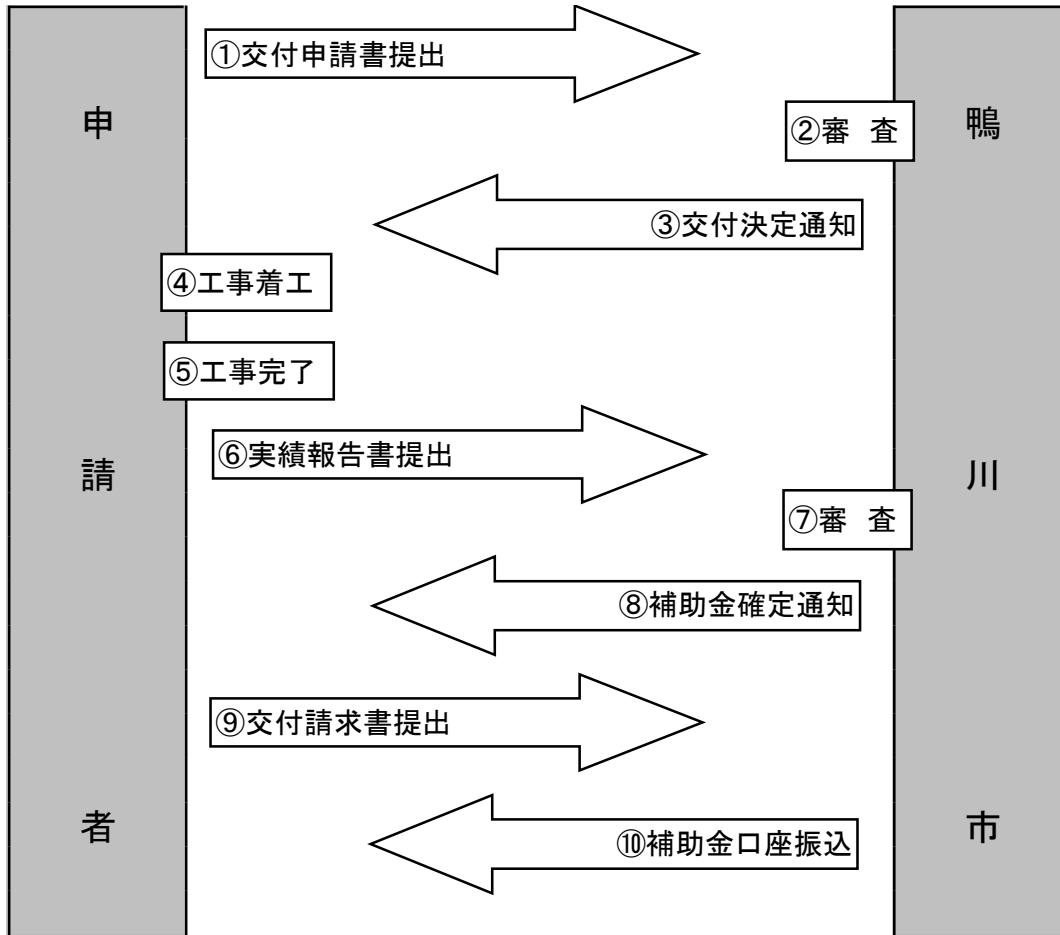 申請者
鴨川市
①交付申請書提出
②審　査
③交付決定通知
④工事着工
⑤工事完了
⑥実績報告書提出
⑦審　査
⑧補助金確定通知
⑨交付請求書提出
⑩補助金口座振込